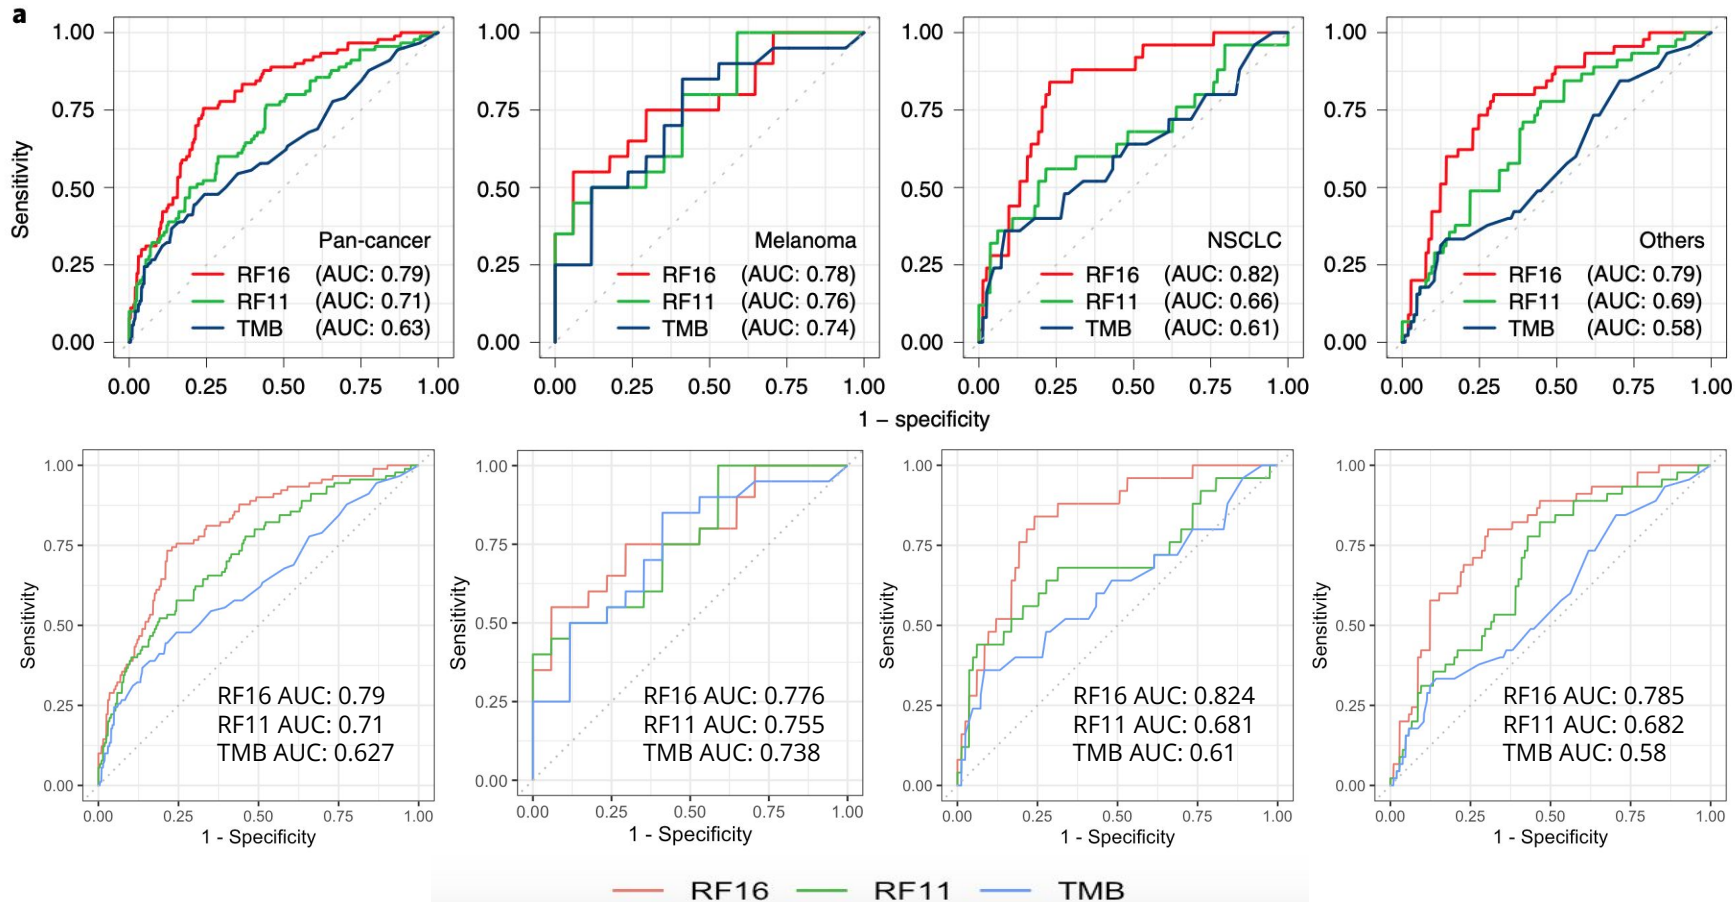 a
1.00
0.75
0.50
0.25
0.00
Sensitivity
Pan-cancer
RF16 (AUC: 0.79)
RF11 (AUC: 0.71)
TMB (AUC: 0.63)
0.00 0.25 0.50 0.75 1.00
1.00
0.75
0.50
0.25
0.00
Melanoma
RF16 (AUC: 0.78)
RF11 (AUC: 0.76)
TMB (AUC: 0.74)
0.00 0.25 0.50 0.75 1.00
1.00
0.75
0.50
0.25
0.00
NSCLC
RF16 (AUC: 0.82)
RF11 (AUC: 0.66)
TMB (AUC: 0.61)
0.00 0.25 0.50 0.75 1.00
1.00
0.75
0.50
0.25
0.00
Others
RF16 (AUC: 0.79)
RF11 (AUC: 0.69)
TMB (AUC: 0.58)
0.00 0.25 0.50 0.75 1.00
1 – specificity
1.00
0.75
0.50
0.25
0.00
Sensitivity
RF16 AUC: 0.79
RF11 AUC: 0.71
TMB AUC: 0.627
0.00 0.25 0.50 0.75 1.00
1 - Specificity
1.00
0.75
0.50
0.25
0.00
Sensitivity
RF16 AUC: 0.776
RF11 AUC: 0.755
TMB AUC: 0.738
0.00 0.25 0.50 0.75 1.00
1 - Specificity
1.00
0.75
0.50
0.25
0.00
Sensitivity
RF16 AUC: 0.824
RF11 AUC: 0.681
TMB AUC: 0.61
0.00 0.25 0.50 0.75 1.00
1 - Specificity
1.00
0.75
0.50
0.25
0.00
Sensitivity
RF16 AUC: 0.785
RF11 AUC: 0.682
TMB AUC: 0.58
0.00 0.25 0.50 0.75 1.00
1 - Specificity
RF16 RF11 TMB